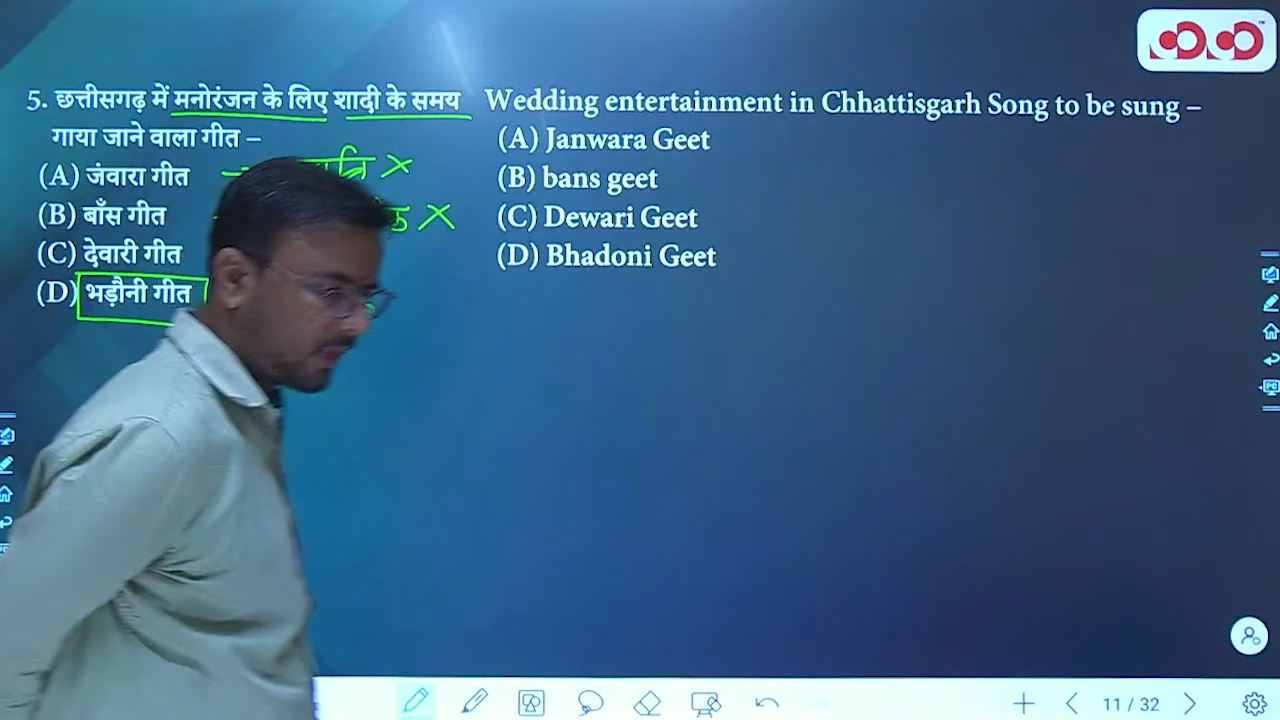 5. छत्तीसगढ़ में मनोरंजन के लिए शादी के समय
गाया जाने वाला गीत –
(A) जंवारा गीत
(B) बाँस गीत
(C) देवारी गीत
(D) भड़ौनी गीत
Wedding entertainment in Chhattisgarh Song to be sung –
(A) Janwara Geet
(B) bans geet
(C) Dewari Geet
(D) Bhadoni Geet
11 / 32